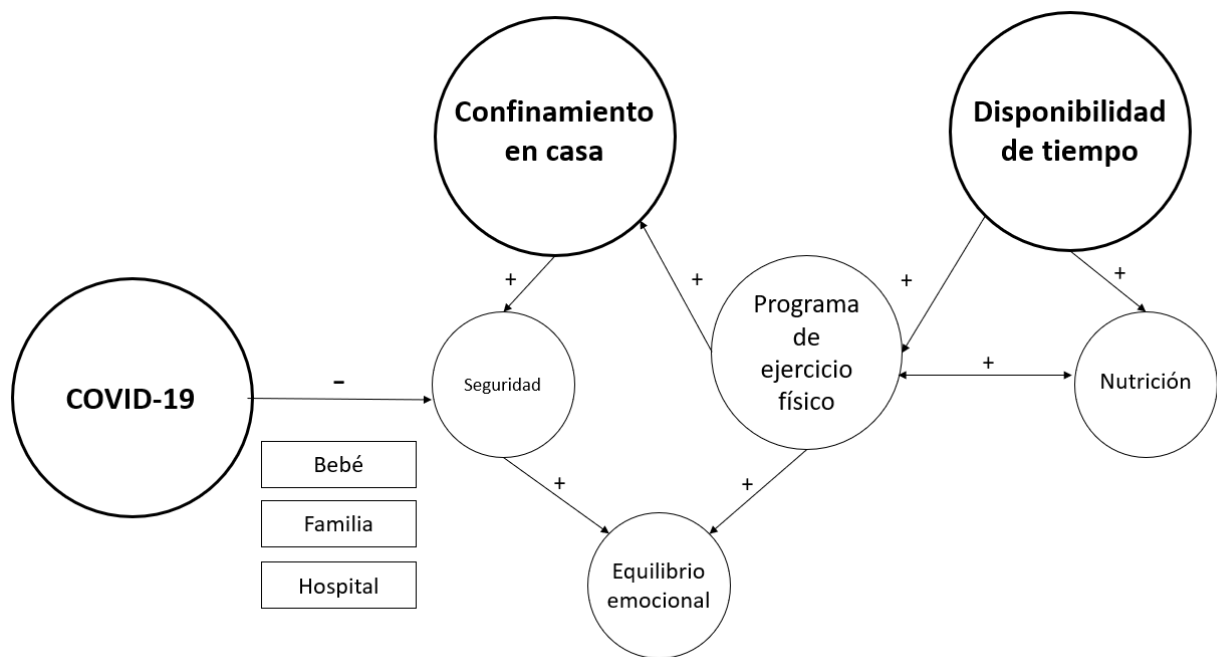 Confinamiento
en casa
Disponibilidad
de tiempo
+
+
+
+
Programa
de
ejercicio
físico
+
Nutrición
COVID-19
-
Seguridad
Bebé
Familia
Hospital
+
+
Equilibrio
emocional